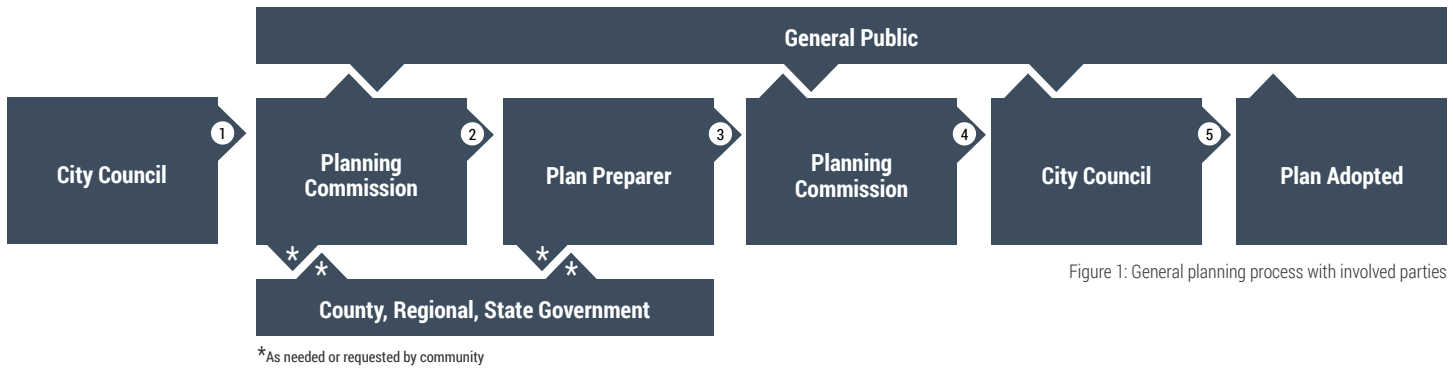 General Public
City Council
1
Planning
Commission
2
Plan Preparer
3
Planning
Commission
4
City Council
5
Plan Adopted
* *
* *
Figure 1: General planning process with involved parties
County, Regional, State Government
*As needed or requested by community